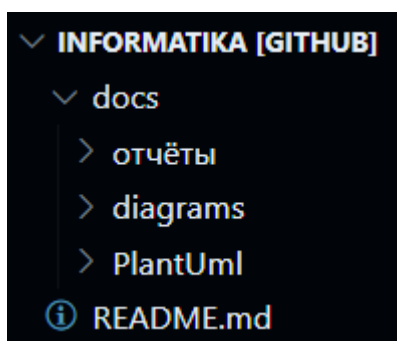 INFORMATIKA [GITHUB]
docs
отчёты
diagrams
PlantUml
README.md